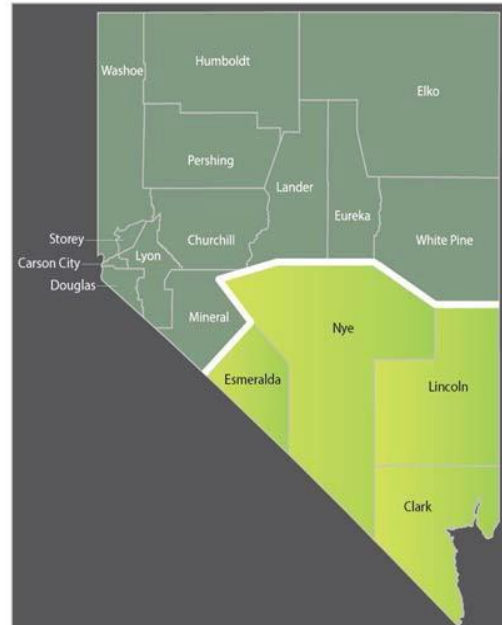 Washoe
Humboldt
Elko
Pershing
Lander
Eureka
White Pine
Churchill
Storey
Lyon
Carson City
Douglas
Mineral
Nye
Esmeralda
Lincoln
Clark